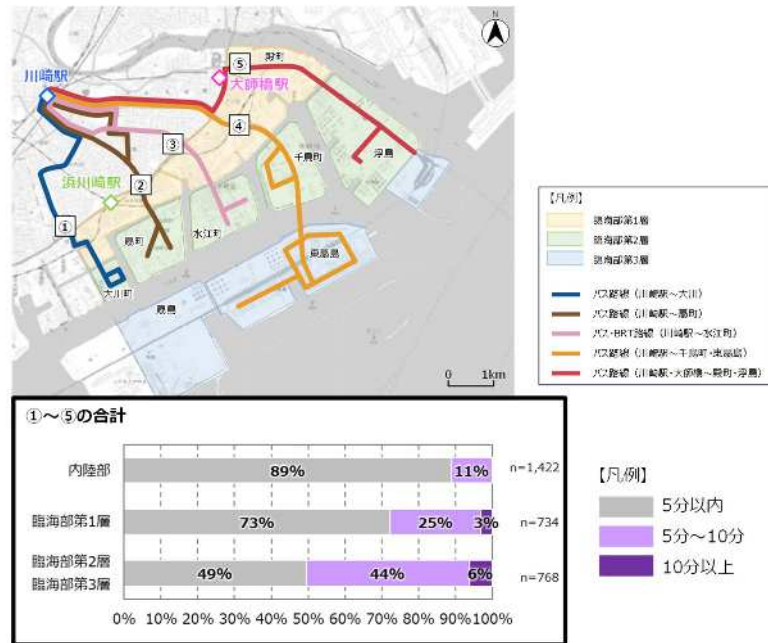 N
川崎駅
⑤
殿町
大師橋駅
④
③
千鳥町
浮島
浜川崎駅
②
①
扇町
水江町
東扇島
大川町
扇島
0 1km
【凡例】
臨海部第1層
臨海部第2層
臨海部第3層
バス路線（川崎駅～大川）
バス路線（川崎駅～扇町）
バス・BRT路線（川崎駅～水江町）
バス路線（川崎駅～千鳥町・東扇島）
バス路線（川崎駅・大師橋～殿町・浮島）
①～⑤の合計
内陸部 89% 11% n=1,422
臨海部第1層 73% 25% 3% n=734
臨海部第2層
臨海部第3層 49% 44% 6% n=768
0% 10% 20% 30% 40% 50% 60% 70% 80% 90% 100%
【凡例】
5分以内
5分～10分
10分以上